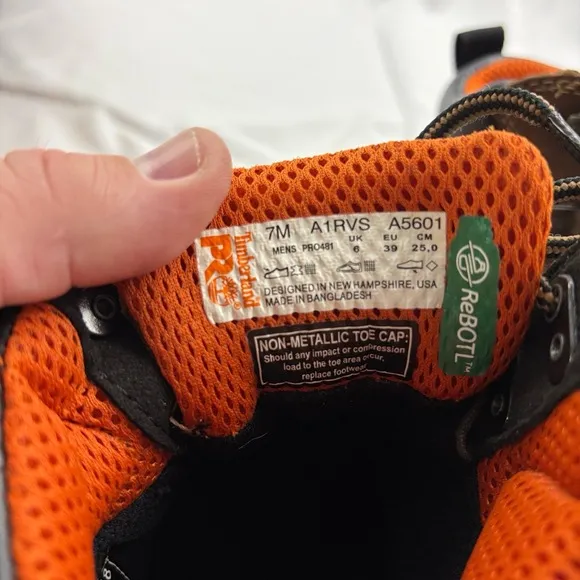 Timberland
PRO
7M A1RVS A5601
MENS PRO481 UK EU CM
6 39 25,0
DESIGNED IN NEW HAMPSHIRE, USA
MADE IN BANGLADESH
ReBOTL™
NON-METALLIC TOE CAP:
Should any impact or compression
load to the toe area occur,
replace footwear